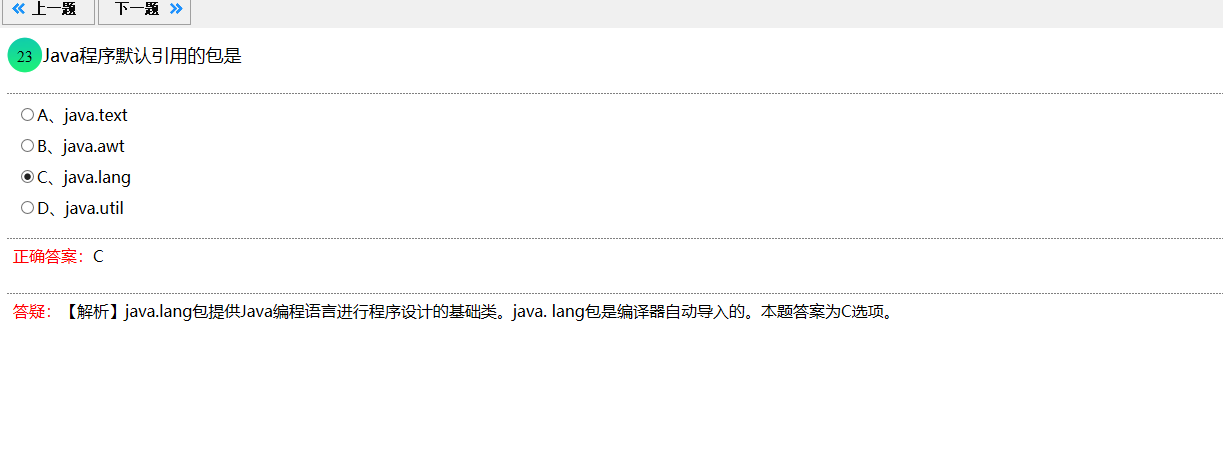 上一题 下一题
23 Java程序默认引用的包是
A、java.text
B、java.awt
C、java.lang
D、java.util
正确答案：C
答疑：【解析】java.lang包提供Java编程语言进行程序设计的基础类。java. lang包是编译器自动导入的。本题答案为C选项。